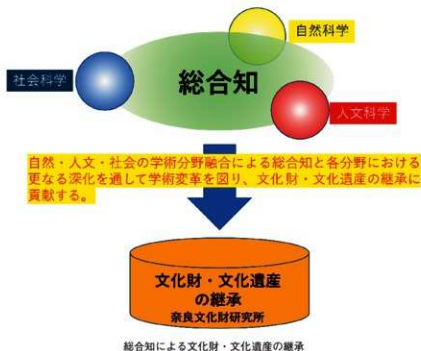 自然科学
社会科学
総合知
人文科学
自然・人文・社会の学術分野融合による総合知と各分野における
更なる深化を通して学術変革を図り、文化財・文化遺産の継承に
貢献する。
文化財・文化遺産
の継承
奈良文化財研究所
総合知による文化財・文化遺産の継承